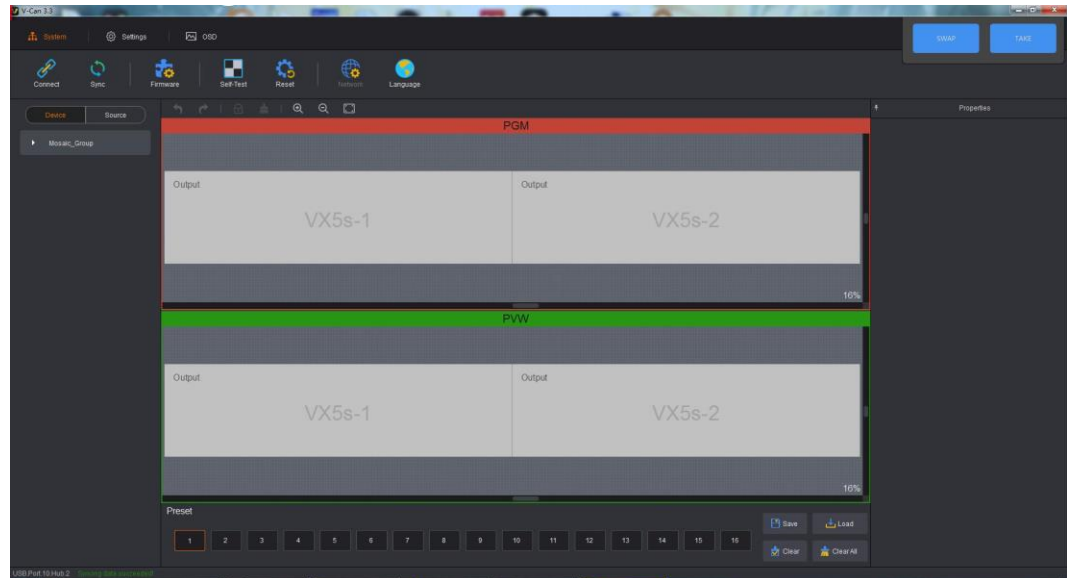 V-Can 3.3
System Settings OSD
SWAP TAKE
Connect Sync Firmware Self-Test Reset Network Language
Device Source
Properties
Mosaic_Group
PGM
Output Output
VX5s-1 VX5s-2
16%
PVW
Output Output
VX5s-1 VX5s-2
16%
Preset
1 2 3 4 5 6 7 8 9 10 11 12 13 14 15 16
Save Load
Clear Clear All
USB Port:10.Hub:2 Syncing data succeeded!